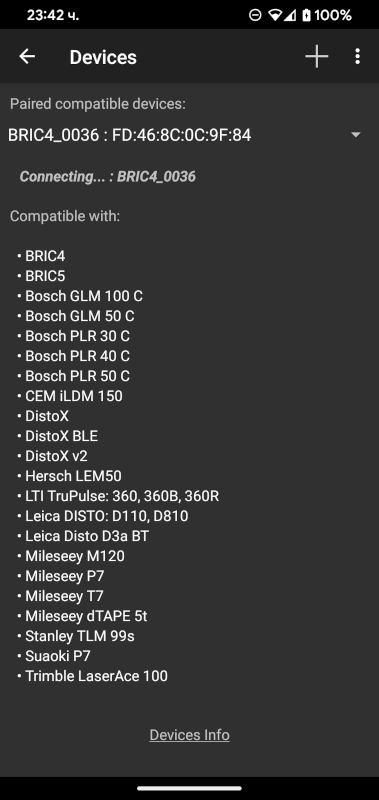 23:42 ч.
100%
Devices
Paired compatible devices:
BRIC4_0036 : FD:46:8C:0C:9F:84
Connecting... : BRIC4_0036
Compatible with:
• BRIC4
• BRIC5
• Bosch GLM 100 C
• Bosch GLM 50 C
• Bosch PLR 30 C
• Bosch PLR 40 C
• Bosch PLR 50 C
• CEM iLDM 150
• DistoX
• DistoX BLE
• DistoX v2
• Hersch LEM50
• LTI TruPulse: 360, 360B, 360R
• Leica DISTO: D110, D810
• Leica Disto D3a BT
• Mileseey M120
• Mileseey P7
• Mileseey T7
• Mileseey dTAPE 5t
• Stanley TLM 99s
• Suaoki P7
• Trimble LaserAce 100
Devices Info